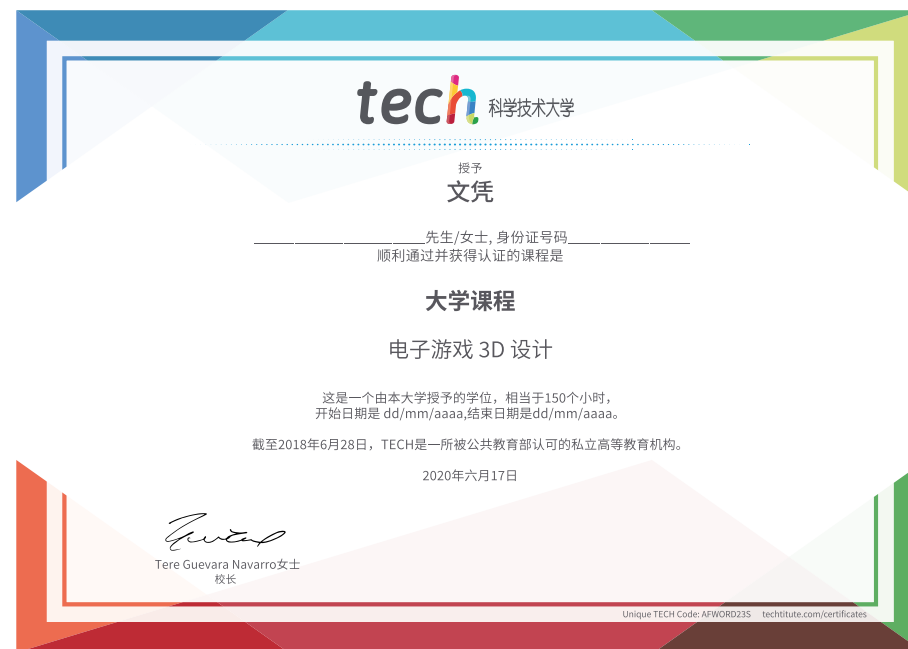 tech 科学技术大学
授予
文凭
______________________先生/女士, 身份证号码_______________
顺利通过并获得认证的课程是
大学课程
电子游戏 3D 设计
这是一个由本大学授予的学位，相当于150个小时，
开始日期是 dd/mm/aaaa,结束日期是dd/mm/aaaa。
截至2018年6月28日，TECH是一所被公共教育部认可的私立高等教育机构。
2020年六月17日
Tere Guevara Navarro女士
校长
Unique TECH Code: AFWORD23S techtitute.com/certificates